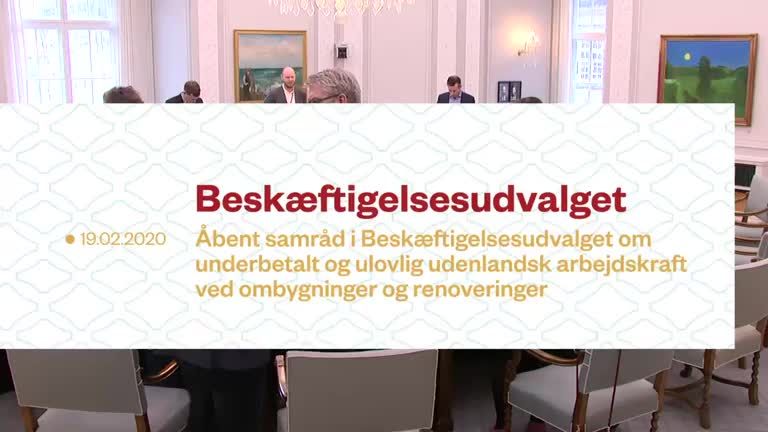 Beskæftigelsesudvalget
19.02.2020
Åbent samråd i Beskæftigelsesudvalget om
underbetalt og ulovlig udenlandsk arbejdskraft
ved ombygninger og renoveringer